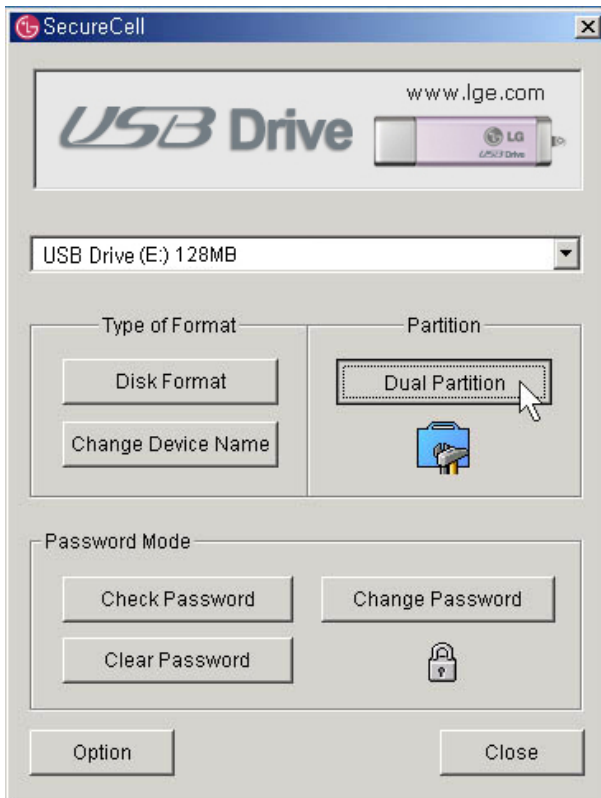 SecureCell
www.lge.com
USB Drive
LG
USB Drive
USB Drive (E:) 128MB
Type of Format
Partition
Disk Format
Dual Partition
Change Device Name
Password Mode
Check Password
Change Password
Clear Password
Option
Close